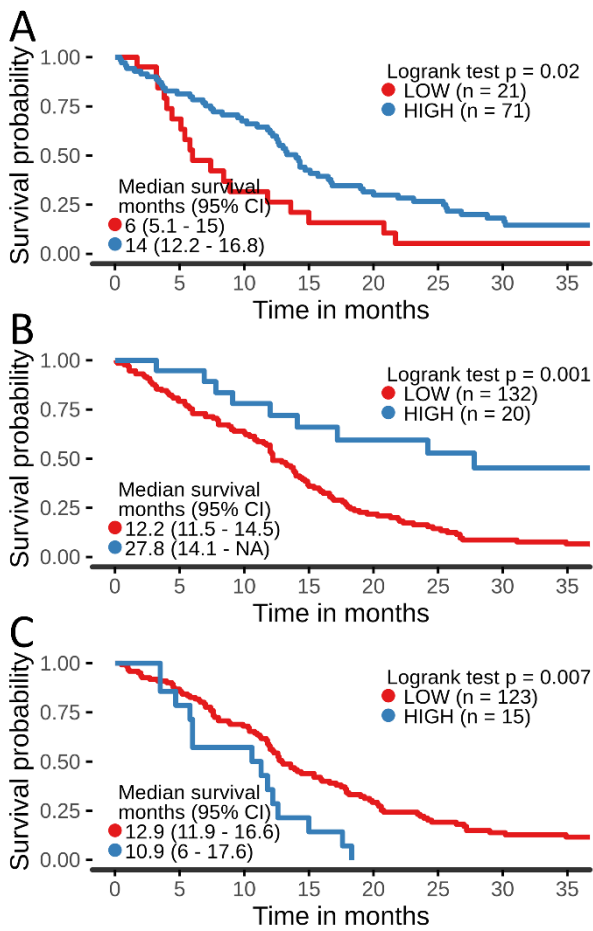 A
Survival probability
1.00
0.75
0.50
0.25
0.00
Logrank test p = 0.02
LOW (n = 21)
HIGH (n = 71)
Median survival
months (95% CI)
6 (5.1 - 15)
14 (12.2 - 16.8)
0 5 10 15 20 25 30 35
Time in months
B
Survival probability
1.00
0.75
0.50
0.25
0.00
Logrank test p = 0.001
LOW (n = 132)
HIGH (n = 20)
Median survival
months (95% CI)
12.2 (11.5 - 14.5)
27.8 (14.1 - NA)
0 5 10 15 20 25 30 35
Time in months
C
Survival probability
1.00
0.75
0.50
0.25
0.00
Logrank test p = 0.007
LOW (n = 123)
HIGH (n = 15)
Median survival
months (95% CI)
12.9 (11.9 - 16.6)
10.9 (6 - 17.6)
0 5 10 15 20 25 30 35
Time in months